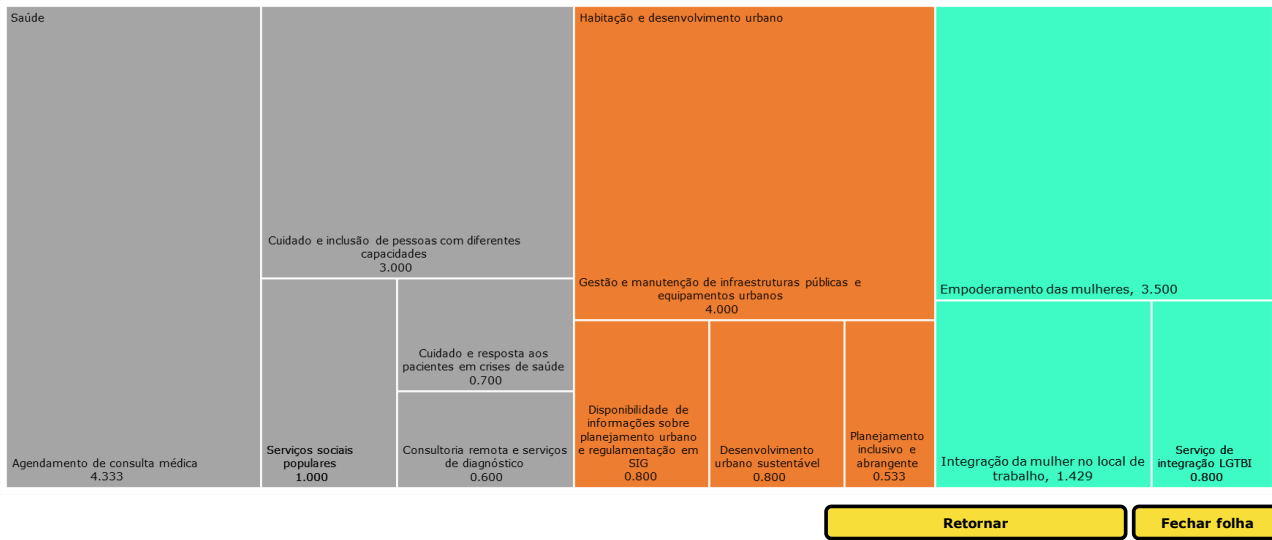 Saúde
Agendamento de consulta médica
4.333
Cuidado e inclusão de pessoas com diferentes
capacidades
3.000
Serviços sociais
populares
1.000
Cuidado e resposta aos
pacientes em crises de saúde
0.700
Consultoria remota e serviços
de diagnóstico
0.600
Habitação e desenvolvimento urbano
Gestão e manutenção de infraestruturas públicas e
equipamentos urbanos
4.000
Disponibilidade de
informações sobre
planejamento urbano
e regulamentação em
SIG
0.800
Desenvolvimento
urbano sustentável
0.800
Planejamento
inclusivo e
abrangente
0.533
Empoderamento das mulheres, 3.500
Integração da mulher no local de
trabalho, 1.429
Serviço de
integração LGTBI
0.800
Retornar
Fechar folha